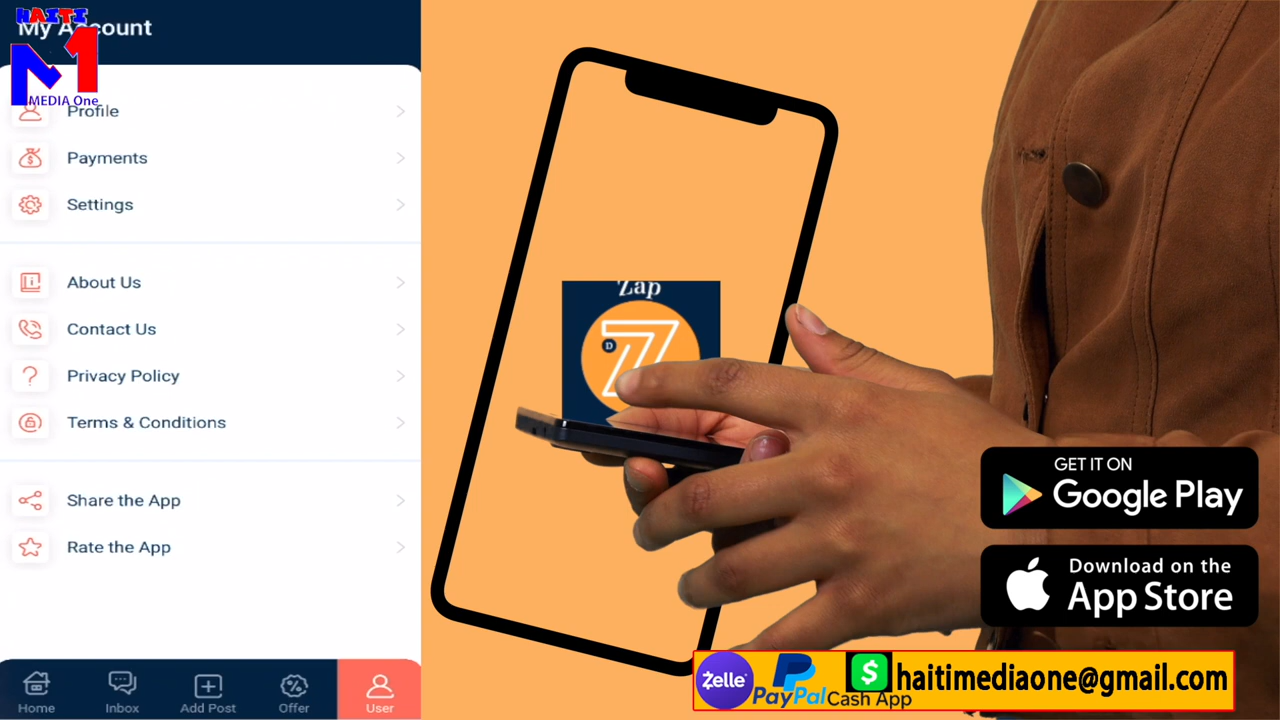 HAITI
My Account
M1
MEDIA One
Profile
Payments
Settings
About Us
Contact Us
Privacy Policy
Terms & Conditions
Share the App
Rate the App
Home
Inbox
Add Post
Offer
User
Zap
D
Z
GET IT ON
Google Play
Download on the
App Store
Zelle
PayPal
$
Cash App
haitimediaone@gmail.com